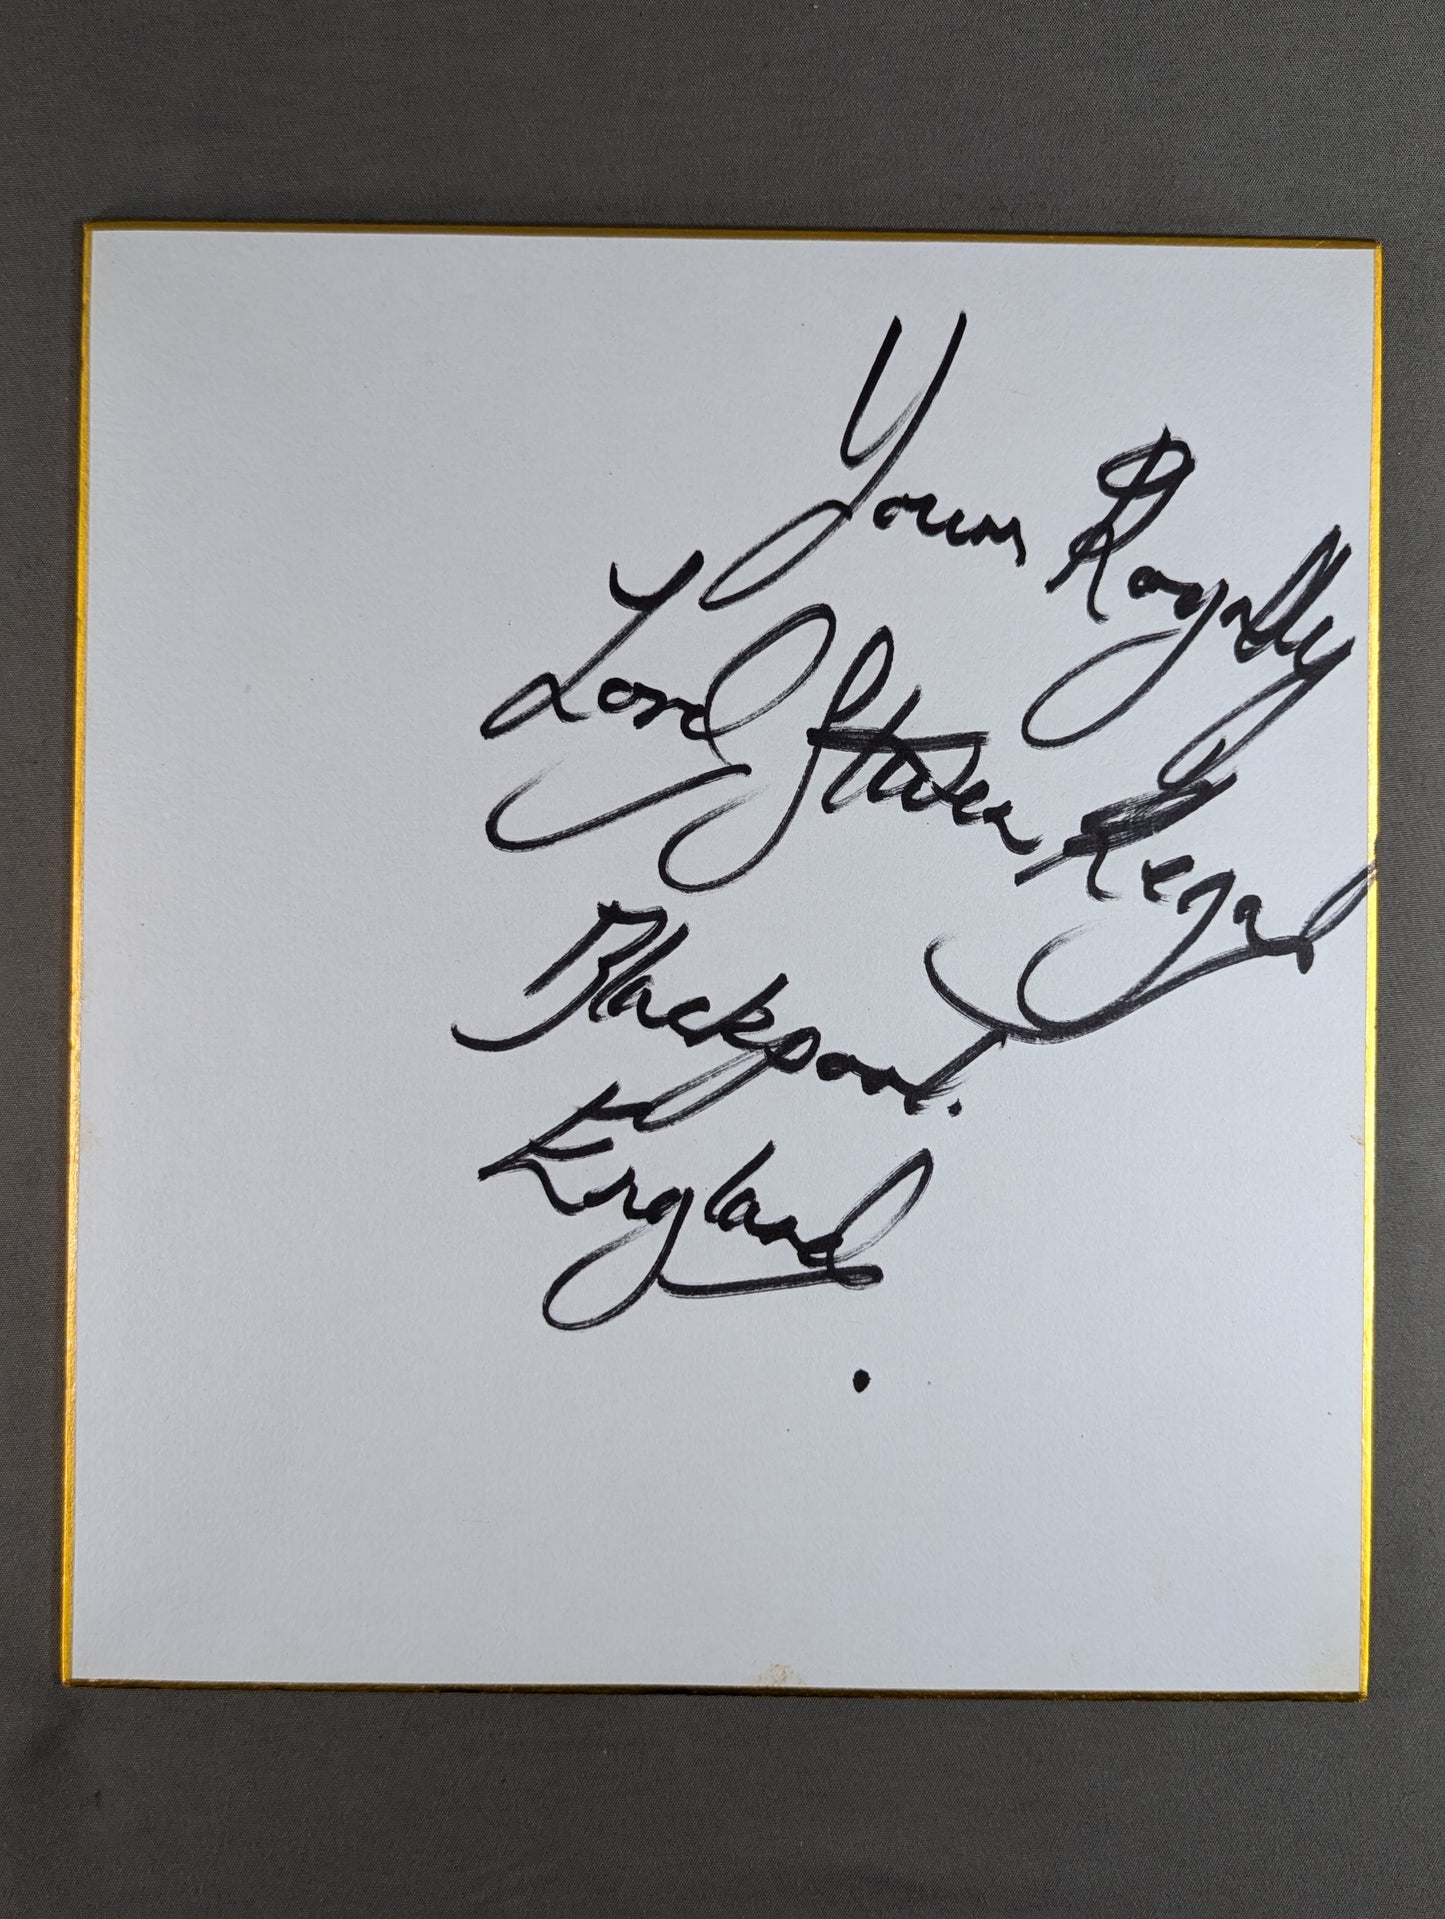 Yours Royally
Lord Steven Regal
Blackpool.
England.